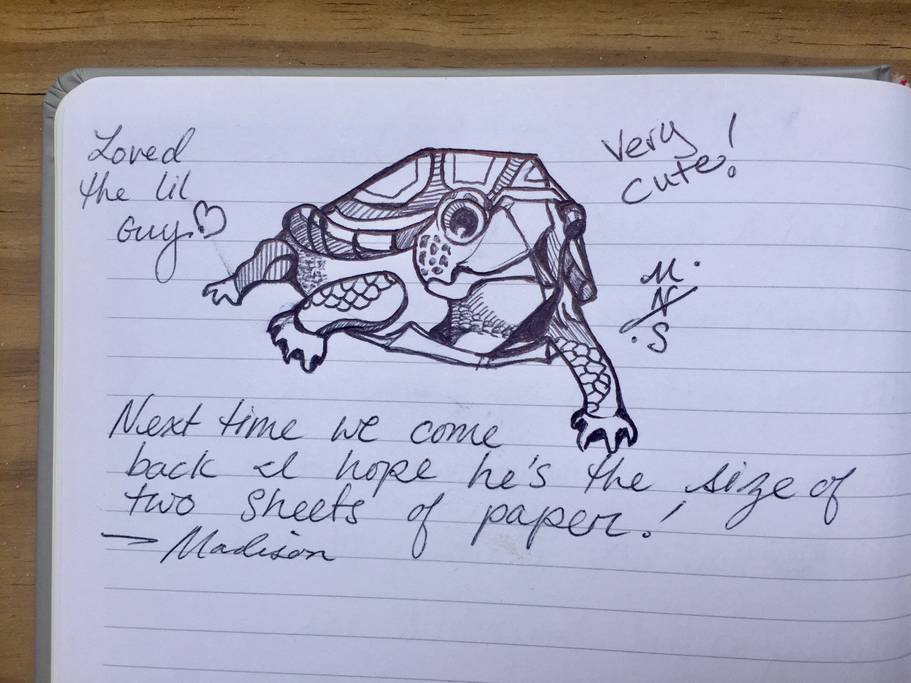 Loved
the lil
Guy♡
Very
cute!
M.
N
.S
Next time we come
back I hope he's the size of
two sheets of paper!
— Madison